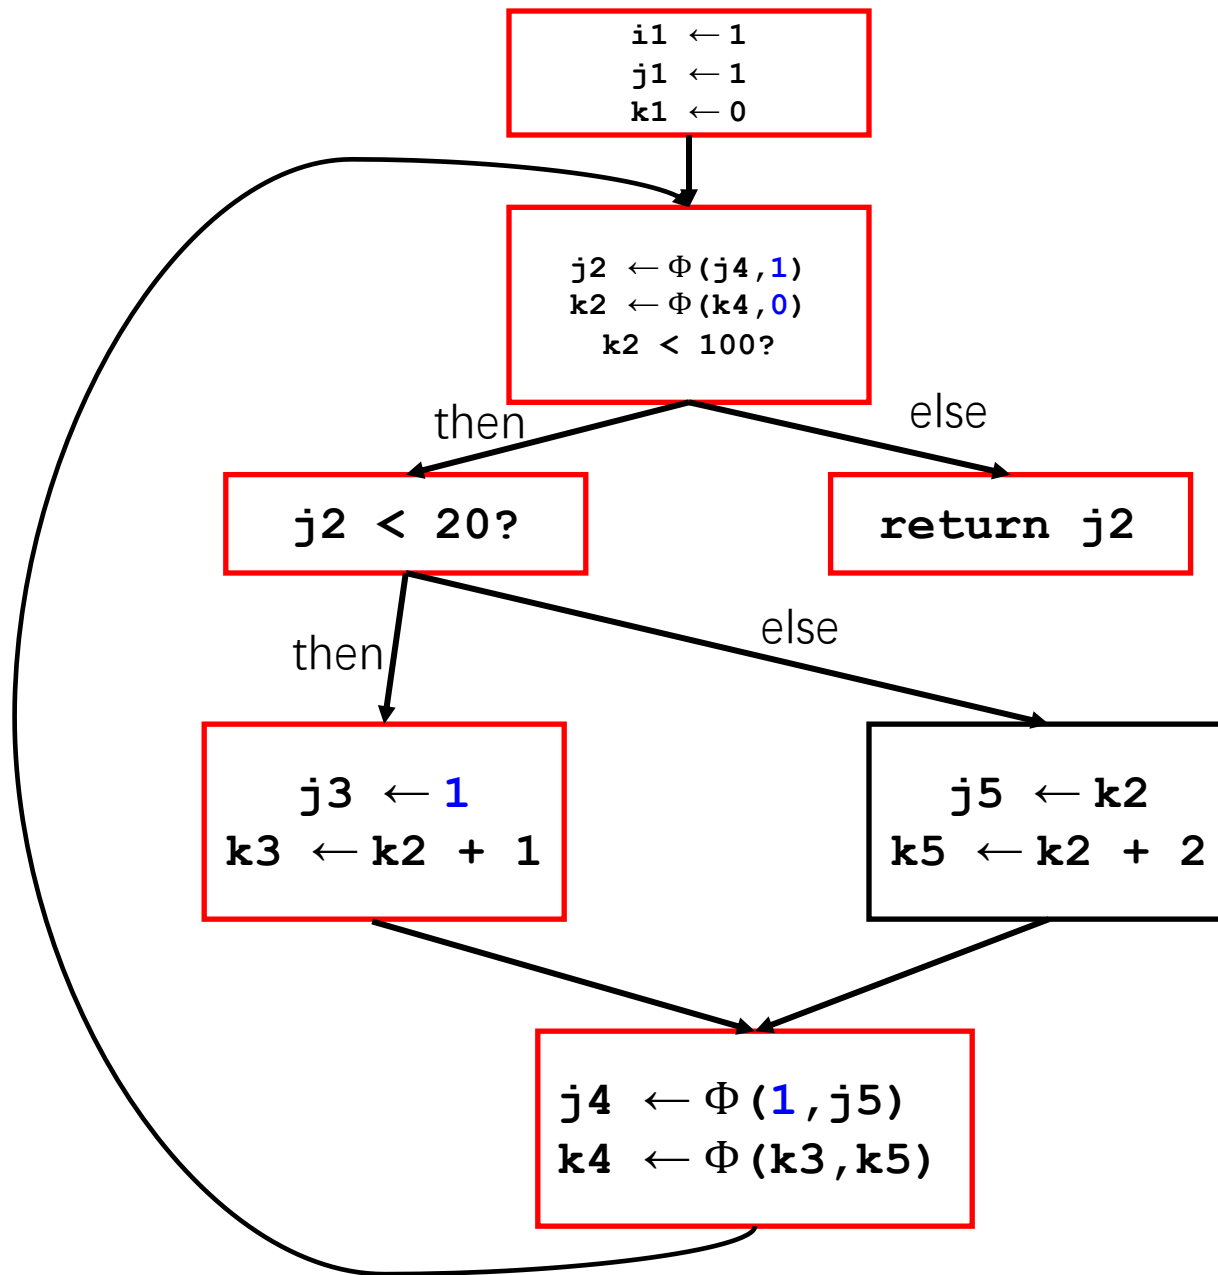 i1 ← 1
j1 ← 1
k1 ← 0
j2 ← Φ(j4,1)
k2 ← Φ(k4,0)
k2 < 100?
then
else
j2 < 20?
return j2
then
else
j3 ← 1
k3 ← k2 + 1
j5 ← k2
k5 ← k2 + 2
j4 ← Φ(1,j5)
k4 ← Φ(k3,k5)